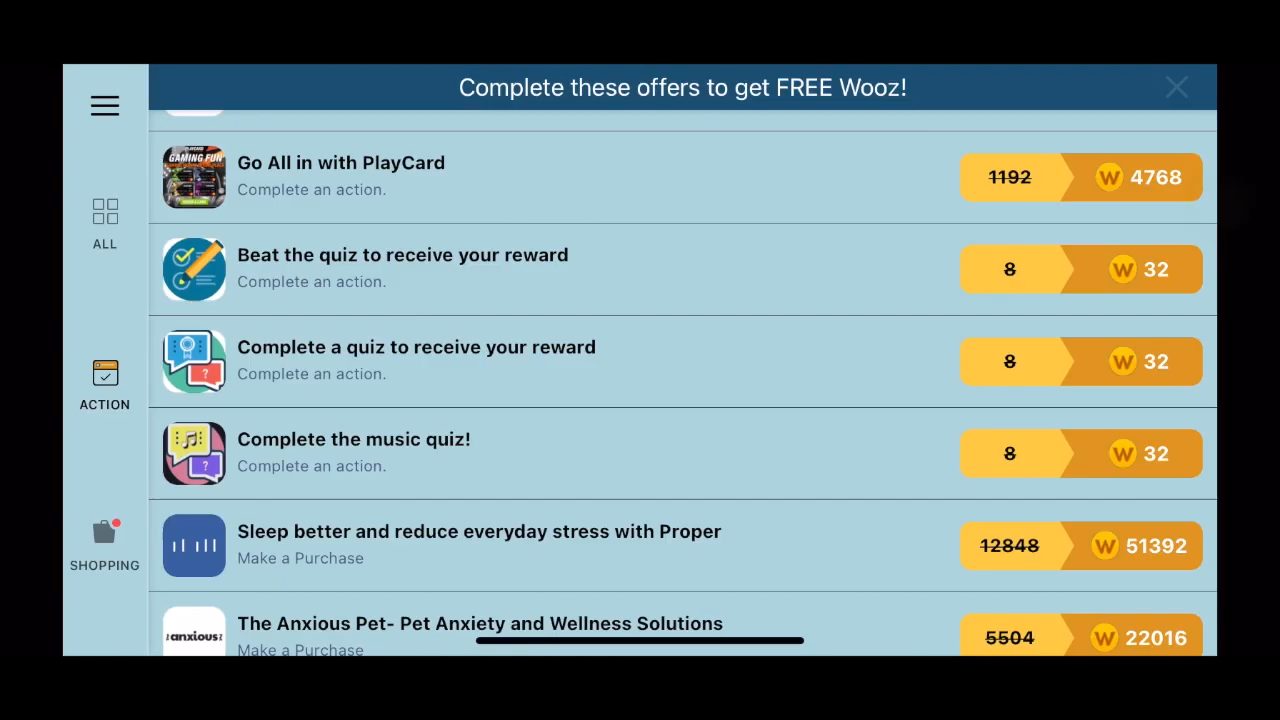 Complete these offers to get FREE Wooz!
ALL
ACTION
SHOPPING
GAMING FUN
Go All in with PlayCard
Complete an action.
1192 W 4768
Beat the quiz to receive your reward
Complete an action.
8 W 32
Complete a quiz to receive your reward
Complete an action.
8 W 32
Complete the music quiz!
Complete an action.
8 W 32
Sleep better and reduce everyday stress with Proper
Make a Purchase
12848 W 51392
anxious
The Anxious Pet- Pet Anxiety and Wellness Solutions
Make a Purchase
5504 W 22016